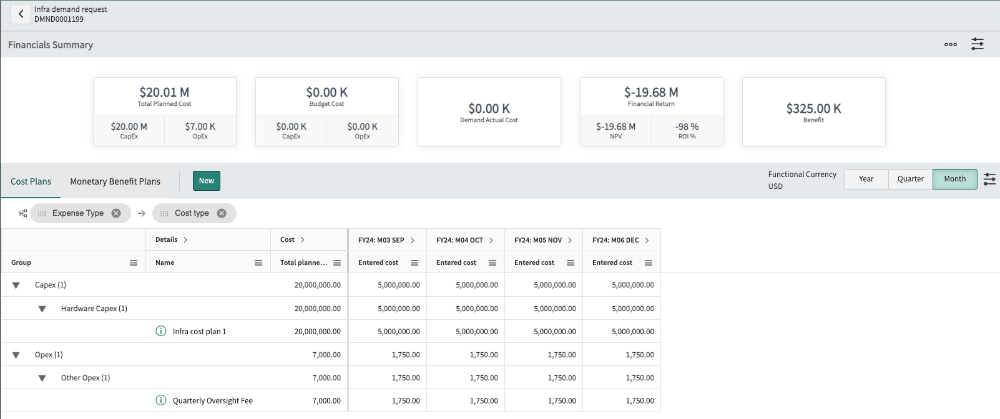 Infra demand request
DMND0001199
Financials Summary
$20.01 M
Total Planned Cost
$20.00 M
CapEx
$7.00 K
OpEx
$0.00 K
Budget Cost
$0.00 K
CapEx
$0.00 K
OpEx
$0.00 K
Demand Actual Cost
$-19.68 M
Financial Return
$-19.68 M
NPV
-98 %
ROI %
$325.00 K
Benefit
Cost Plans Monetary Benefit Plans New
Functional Currency
USD
Year Quarter Month
Expense Type Cost type
Details Cost FY24: M03 SEP FY24: M04 OCT FY24: M05 NOV FY24: M06 DEC
Group Name Total planne... Entered cost Entered cost Entered cost Entered cost
Capex (1) 20,000,000.00 5,000,000.00 5,000,000.00 5,000,000.00 5,000,000.00
Hardware Capex (1) 20,000,000.00 5,000,000.00 5,000,000.00 5,000,000.00 5,000,000.00
Infra cost plan 1 20,000,000.00 5,000,000.00 5,000,000.00 5,000,000.00 5,000,000.00
Opex (1) 7,000.00 1,750.00 1,750.00 1,750.00 1,750.00
Other Opex (1) 7,000.00 1,750.00 1,750.00 1,750.00 1,750.00
Quarterly Oversight Fee 7,000.00 1,750.00 1,750.00 1,750.00 1,750.00